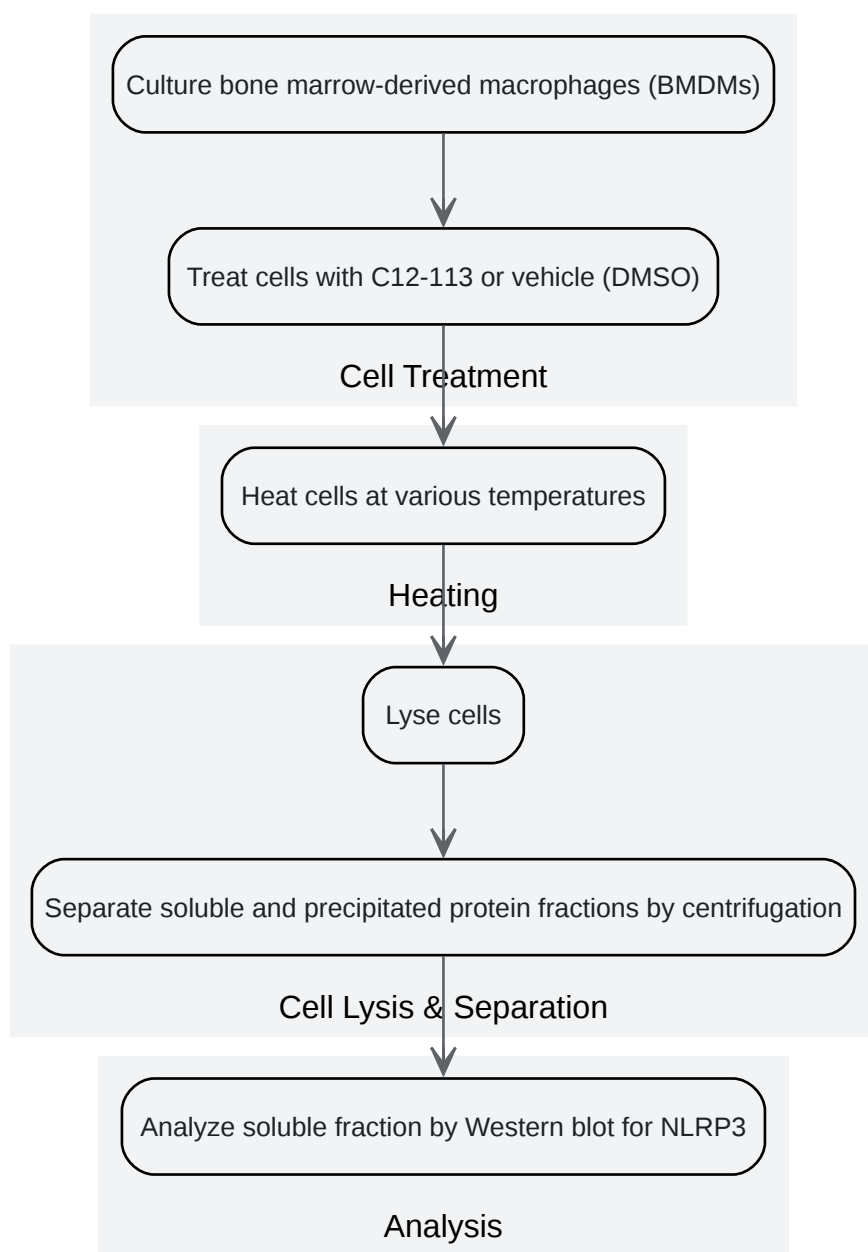 Culture bone marrow-derived macrophages (BMDMs)
Treat cells with C12-113 or vehicle (DMSO)
Cell Treatment
Heat cells at various temperatures
Heating
Lyse cells
Separate soluble and precipitated protein fractions by centrifugation
Cell Lysis & Separation
Analyze soluble fraction by Western blot for NLRP3
Analysis